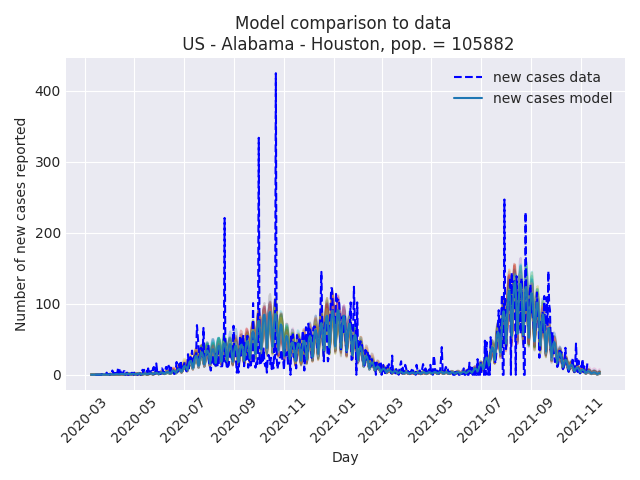 Model comparison to data
US - Alabama - Houston, pop. = 105882
new cases data
new cases model
Number of new cases reported
400
300
200
100
0
2020-03
2020-05
2020-07
2020-09
2020-11
2021-01
2021-03
2021-05
2021-07
2021-09
2021-11
Day